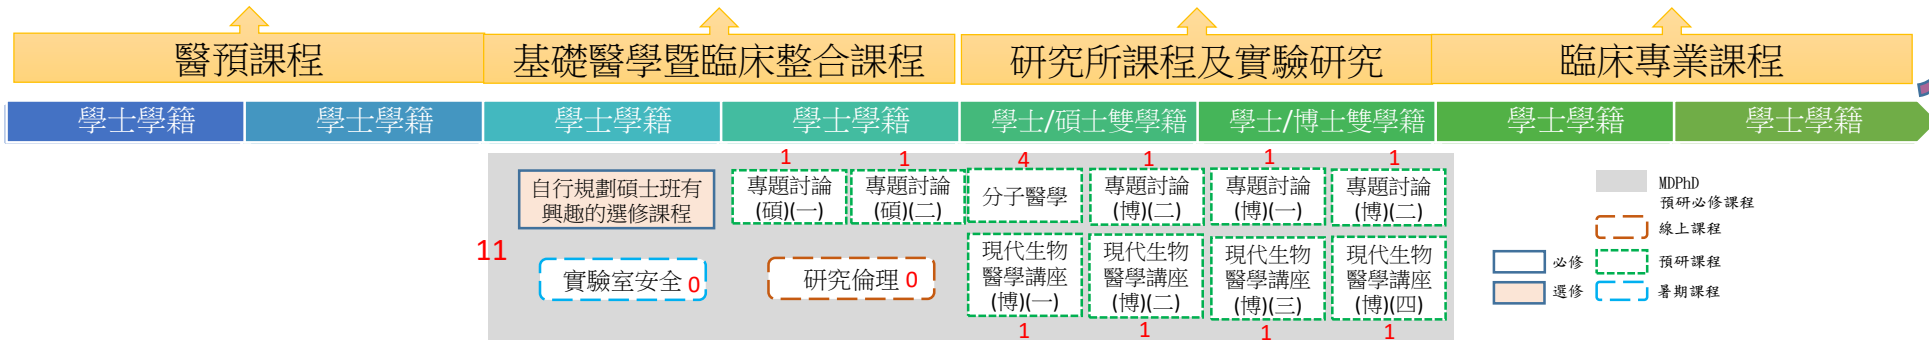 醫預課程
基礎醫學暨臨床整合課程
研究所課程及實驗研究
臨床專業課程
學士學籍
學士學籍
學士學籍
學士學籍
學士/碩士雙學籍
學士/博士雙學籍
學士學籍
學士學籍
自行規劃碩士班有
興趣的選修課程
1
專題討論
(碩)(一)
1
專題討論
(碩)(二)
4
分子醫學
1
專題討論
(博)(二)
1
專題討論
(博)(一)
1
專題討論
(博)(二)
11
實驗室安全 0
研究倫理 0
現代生物
醫學講座
(博)(一)
1
現代生物
醫學講座
(博)(二)
1
現代生物
醫學講座
(博)(三)
1
現代生物
醫學講座
(博)(四)
1
MDPhD
預研必修課程
線上課程
必修
預研課程
選修
暑期課程